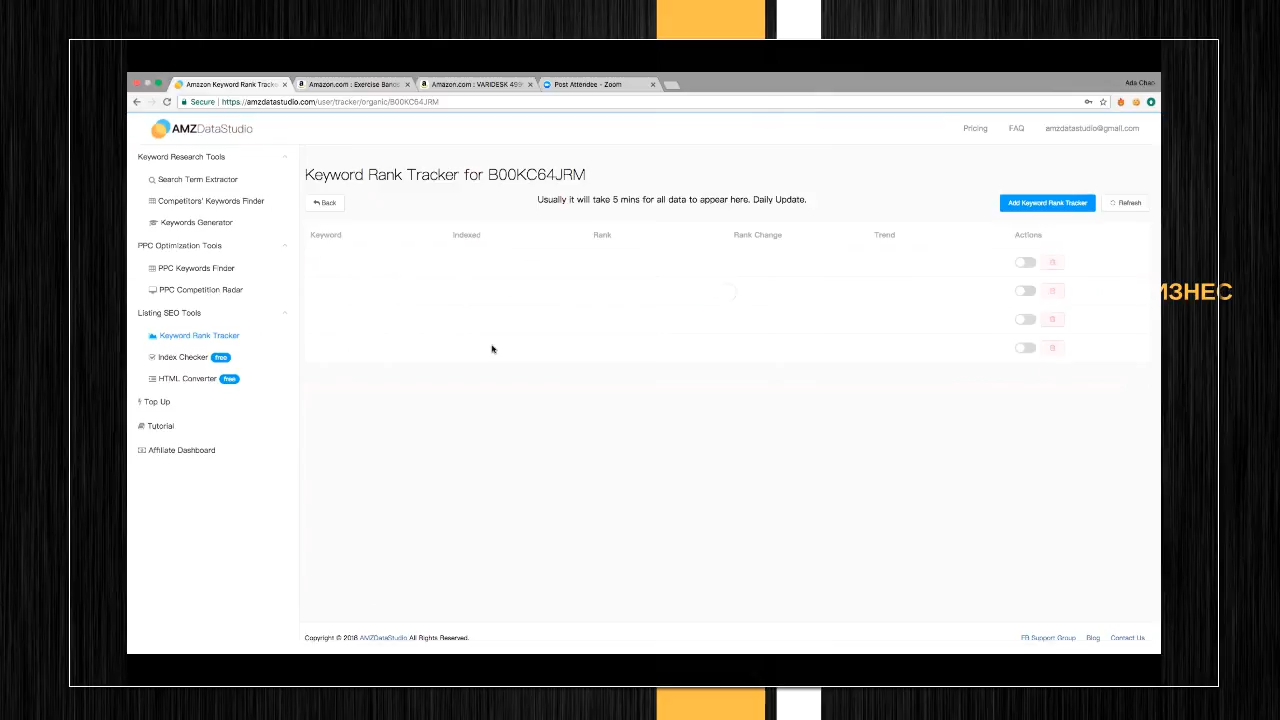 Ada Chao
Amazon Keyword Rank Tracke
Amazon.com : Exercise Bands
Amazon.com : VARIDESK
Post Attendee - Zoom
Secure | https://amzdatastudio.com/user/tracker/organic/B00KC64JRM
AMZDataStudio
Pricing
FAQ
amzdatastudio@gmail.com
Keyword Research Tools
Search Term Extractor
Competitors' Keywords Finder
Keywords Generator
PPC Optimization Tools
PPC Keywords Finder
PPC Competition Radar
Listing SEO Tools
Keyword Rank Tracker
Index Checker free
HTML Converter free
Top Up
Tutorial
Affiliate Dashboard
Keyword Rank Tracker for B00KC64JRM
Back
Usually it will take 5 mins for all data to appear here. Daily Update.
Add Keyword Rank Tracker
Refresh
Keyword
Indexed
Rank
Rank Change
Trend
Actions
ИЗНЕС
Copyright © 2018 AMZDataStudio All Rights Reserved.
FB Support Group
Blog
Contact Us